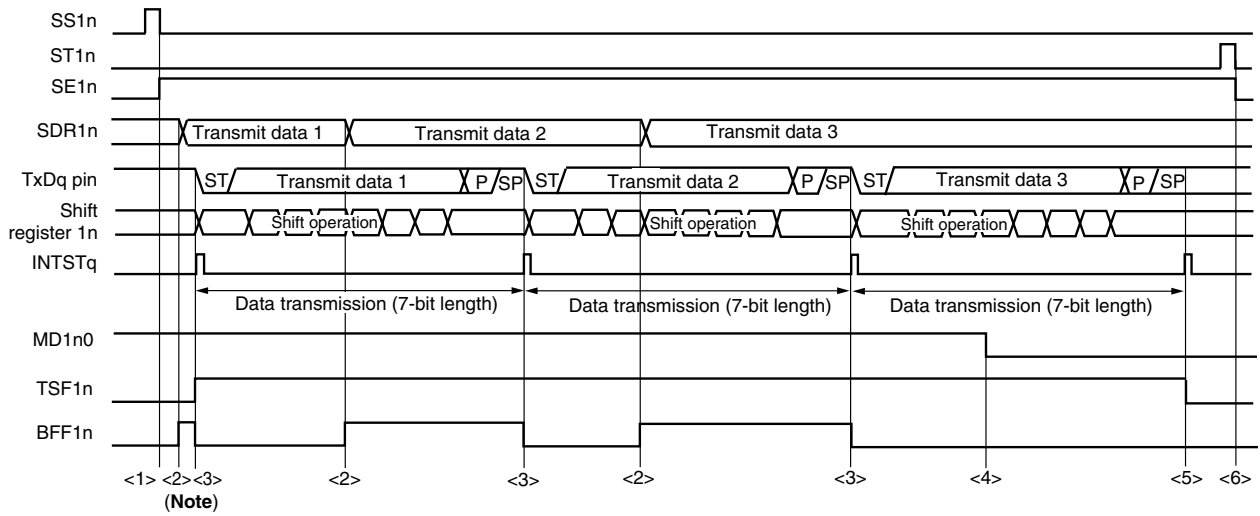 SS1n
ST1n
SE1n
SDR1n Transmit data 1 Transmit data 2 Transmit data 3
TxDq pin ST Transmit data 1 P SP ST Transmit data 2 P SP ST Transmit data 3 P SP
Shift
register 1n Shift operation Shift operation Shift operation
INTSTq
Data transmission (7-bit length) Data transmission (7-bit length) Data transmission (7-bit length)
MD1n0
TSF1n
BFF1n
<1> <2> <3> <2> <3> <2> <3> <4> <5> <6>
(Note)